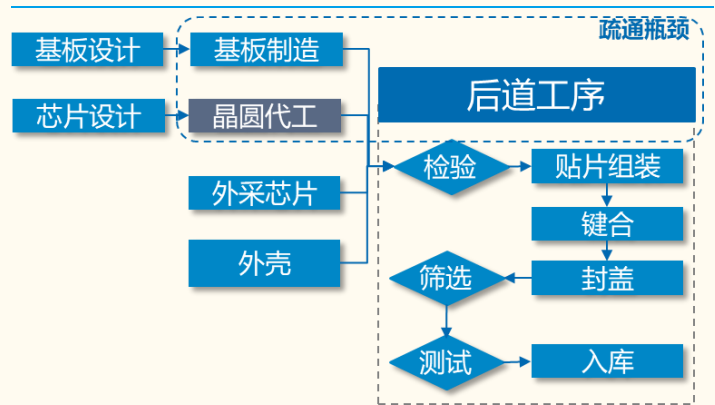 疏通瓶颈
基板设计
基板制造
后道工序
芯片设计
晶圆代工
检验
贴片组装
外采芯片
键合
外壳
筛选
封盖
测试
入库